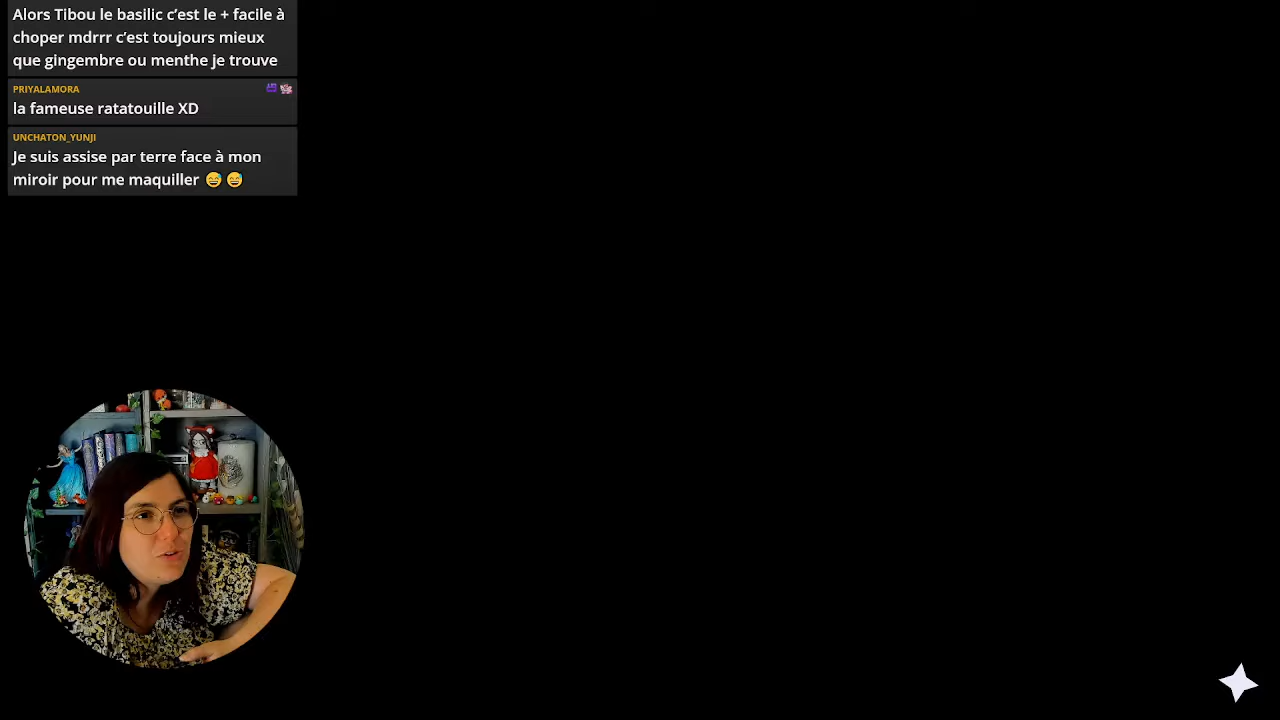 Alors Tibou le basilic c’est le + facile à
choper mdrrr c’est toujours mieux
que gingembre ou menthe je trouve
PRIYALAMORA
la fameuse ratatouille XD
UNCHATON_YUNJI
Je suis assise par terre face à mon
miroir pour me maquiller 😅 😅